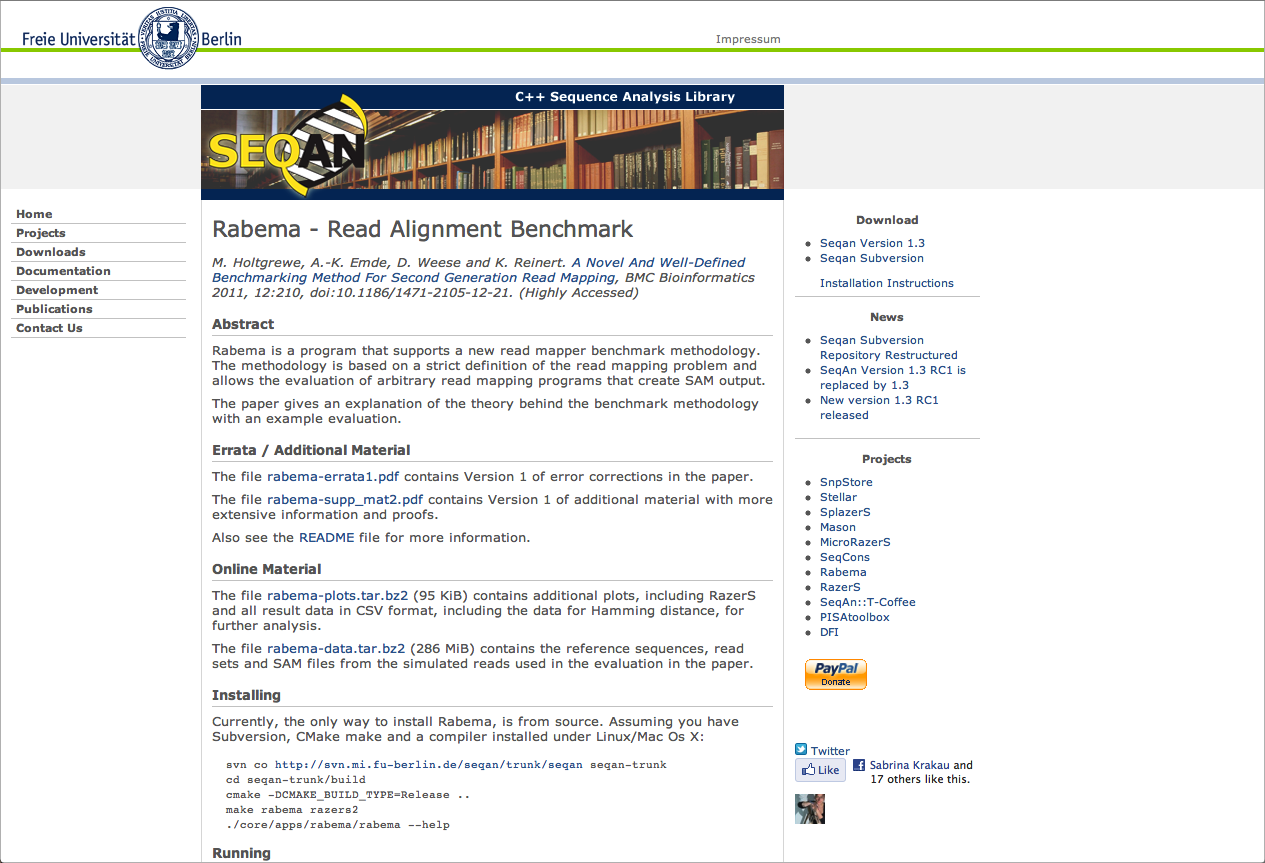 Freie Universität Berlin
Impressum
C++ Sequence Analysis Library
SEQAN
Home
Projects
Downloads
Documentation
Development
Publications
Contact Us
Rabema - Read Alignment Benchmark
M. Holtgrewe, A.-K. Emde, D. Weese and K. Reinert. A Novel And Well-Defined
Benchmarking Method For Second Generation Read Mapping, BMC Bioinformatics
2011, 12:210, doi:10.1186/1471-2105-12-21. (Highly Accessed)
Abstract
Rabema is a program that supports a new read mapper benchmark methodology.
The methodology is based on a strict definition of the read mapping problem and
allows the evaluation of arbitrary read mapping programs that create SAM output.
The paper gives an explanation of the theory behind the benchmark methodology
with an example evaluation.
Errata / Additional Material
The file rabema-errata1.pdf contains Version 1 of error corrections in the paper.
The file rabema-supp_mat2.pdf contains Version 1 of additional material with more
extensive information and proofs.
Also see the README file for more information.
Online Material
The file rabema-plots.tar.bz2 (95 KiB) contains additional plots, including RazerS
and all result data in CSV format, including the data for Hamming distance, for
further analysis.
The file rabema-data.tar.bz2 (286 MiB) contains the reference sequences, read
sets and SAM files from the simulated reads used in the evaluation in the paper.
Installing
Currently, the only way to install Rabema, is from source. Assuming you have
Subversion, CMake make and a compiler installed under Linux/Mac Os X:
svn co http://svn.mi.fu-berlin.de/seqan/trunk/seqan seqan-trunk
cd seqan-trunk/build
cmake -DCMAKE_BUILD_TYPE=Release ..
make rabema razers2
./core/apps/rabema/rabema --help
Running
Download
Seqan Version 1.3
Seqan Subversion
Installation Instructions
News
Seqan Subversion
Repository Restructured
SeqAn Version 1.3 RC1 is
replaced by 1.3
New version 1.3 RC1
released
Projects
SnpStore
Stellar
SplazerS
Mason
MicroRazerS
SeqCons
Rabema
RazerS
SeqAn::T-Coffee
PISAtoolbox
DFI
PayPal
Donate
Twitter
Like
Sabrina Krakau and
17 others like this.